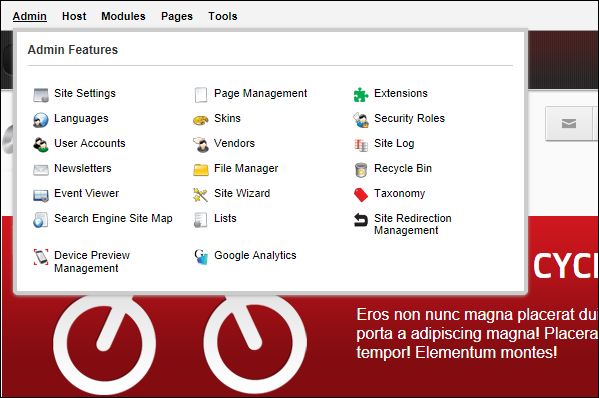 Admin Host Modules Pages Tools
Admin Features
Site Settings Page Management Extensions
Languages Skins Security Roles
User Accounts Vendors Site Log
Newsletters File Manager Recycle Bin
Event Viewer Site Wizard Taxonomy
Search Engine Site Map Lists Site Redirection
Management
Device Preview Google Analytics
Management
CYCL
Eros non nunc magna placerat dui
porta a adipiscing magna! Placera
tempor! Elementum montes!